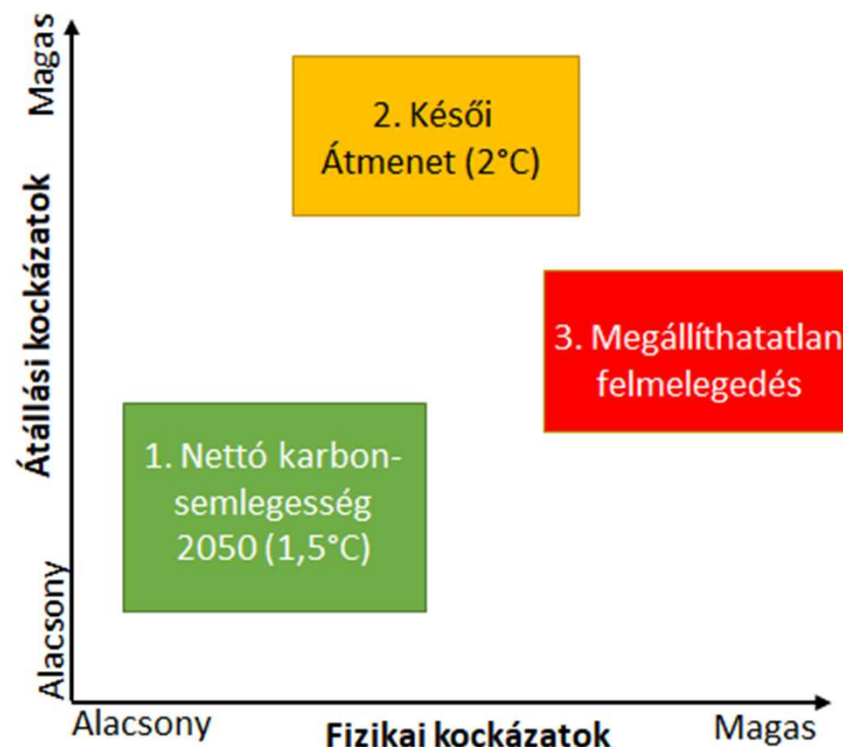 Magas
2. Késői
Átmenet (2°C)
Átállási kockázatok
3. Megállíthatatlan
felmelegedés
1. Nettó karbon-
semlegesség
2050 (1,5°C)
Alacsony
Alacsony
Fizikai kockázatok
Magas